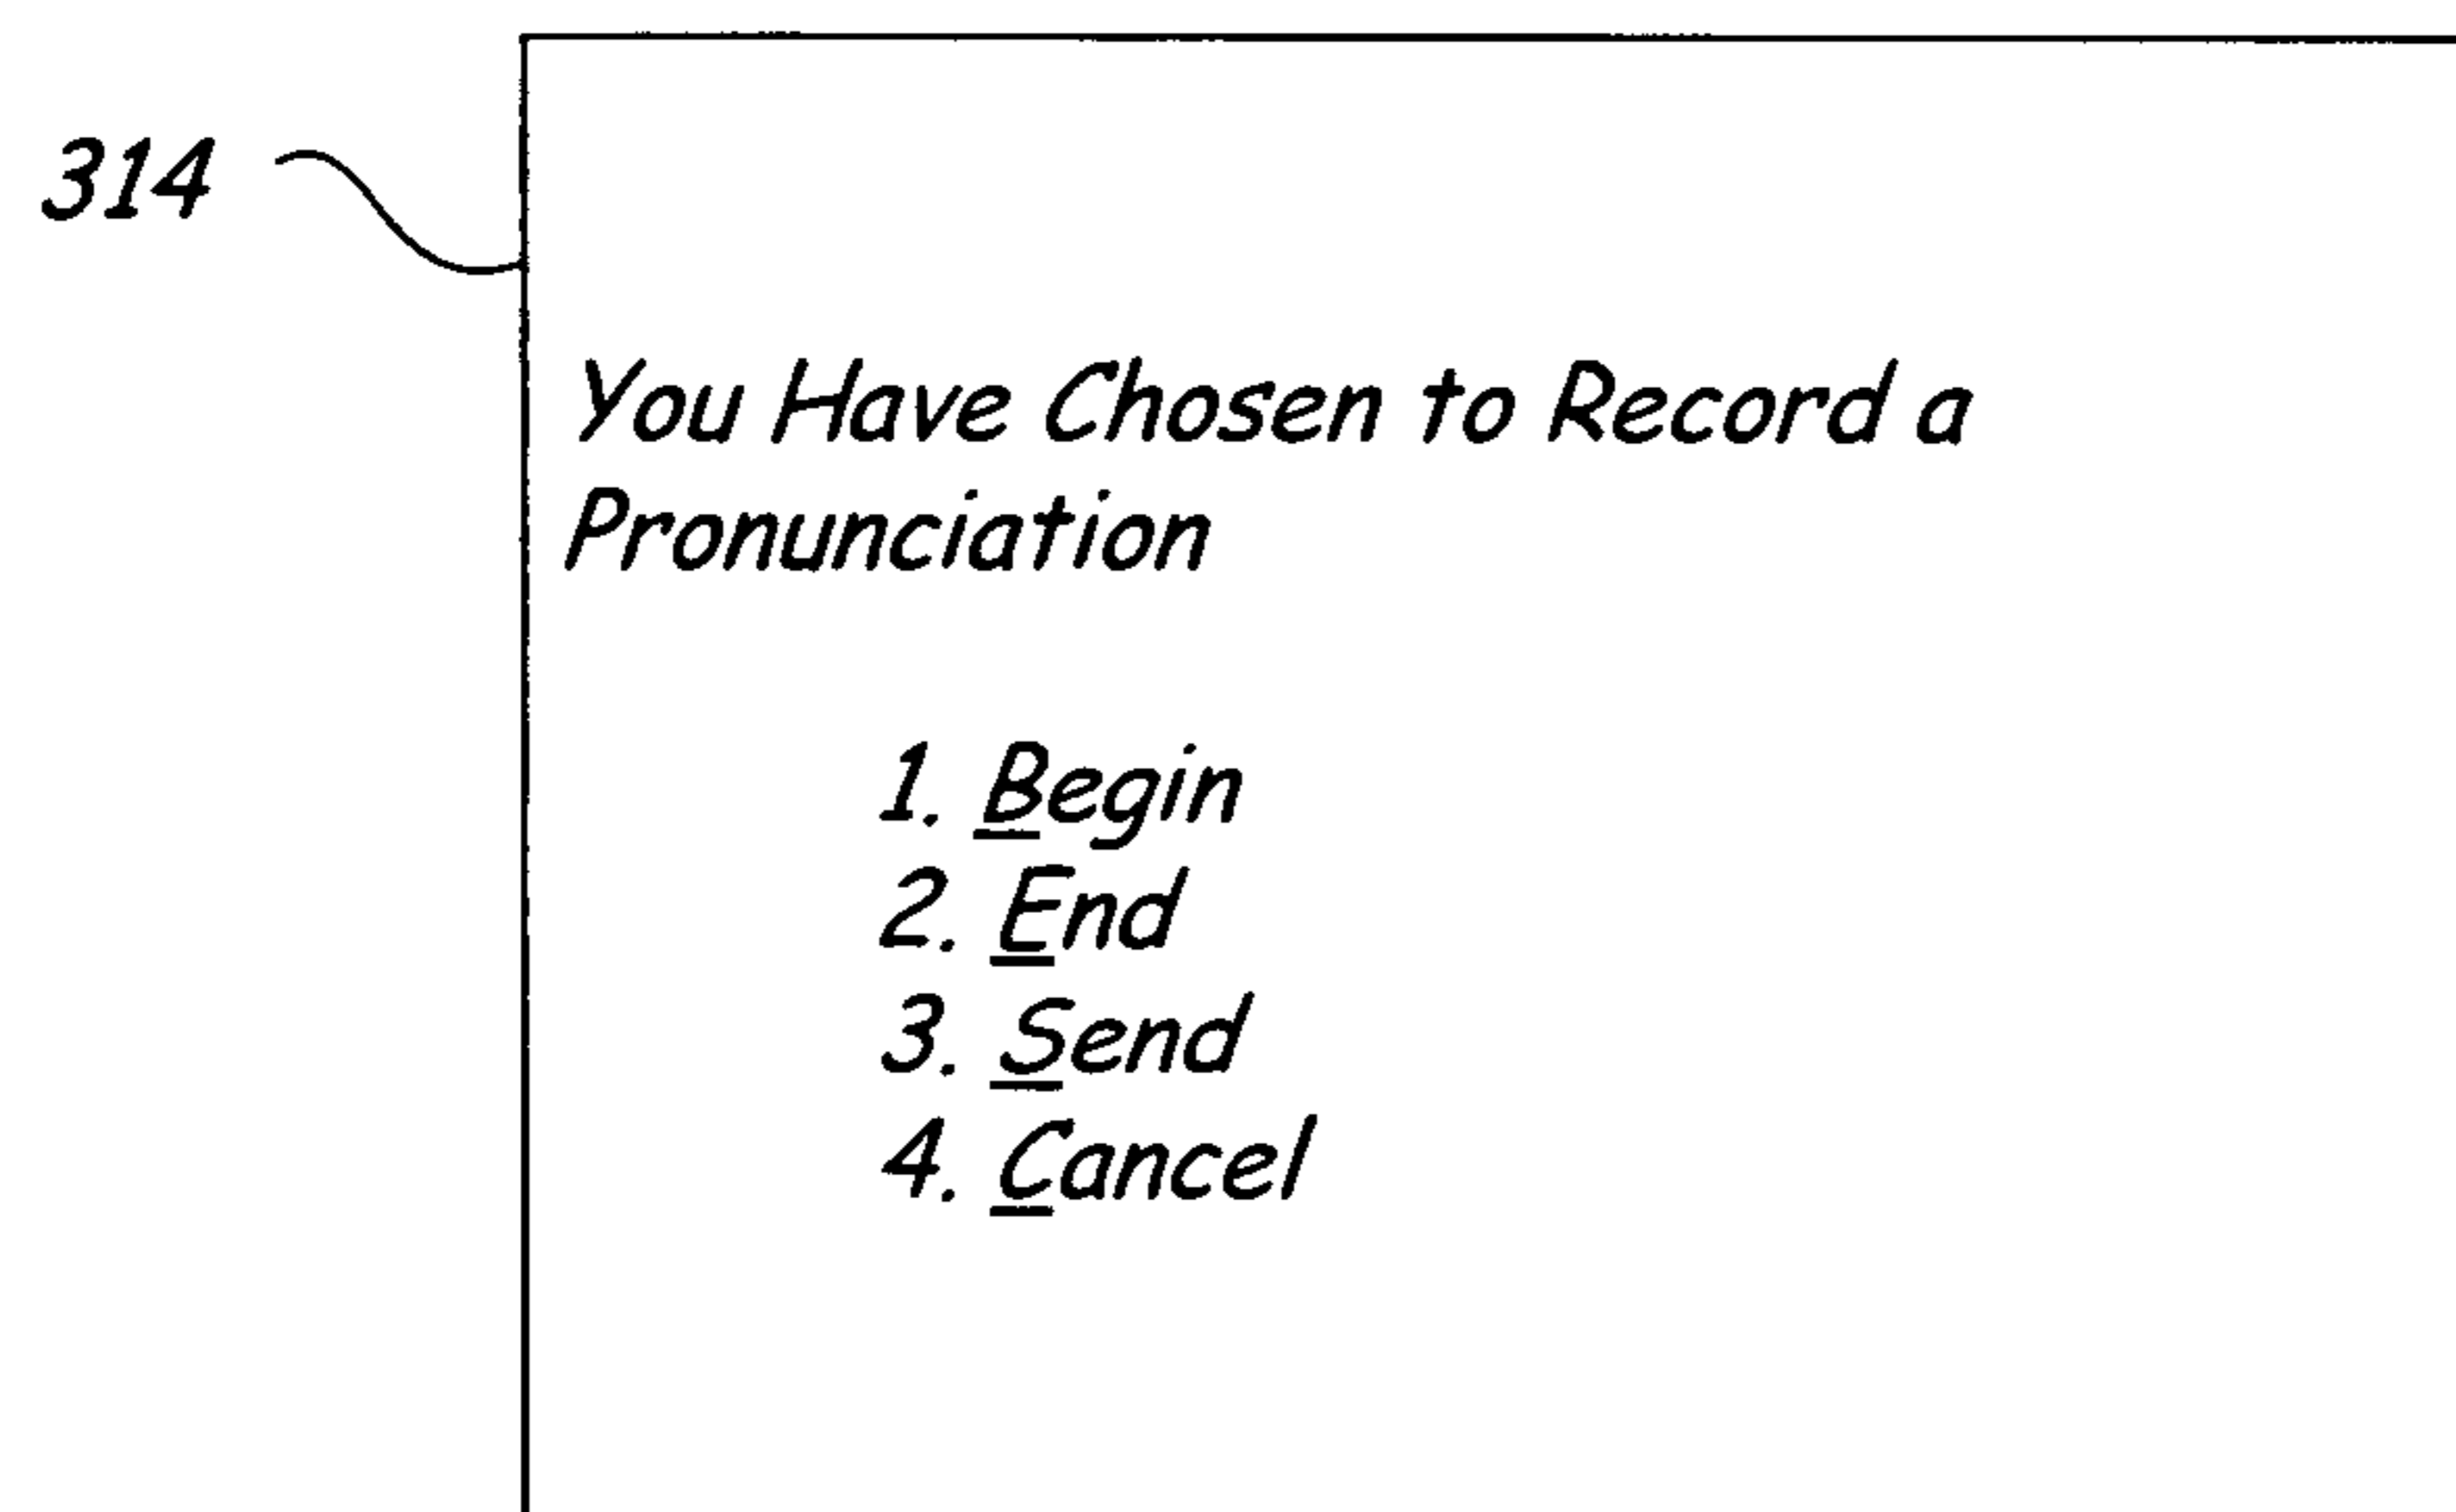 314
You Have Chosen to Record a
Pronunciation
1. Begin
2. End
3. Send
4. Cancel